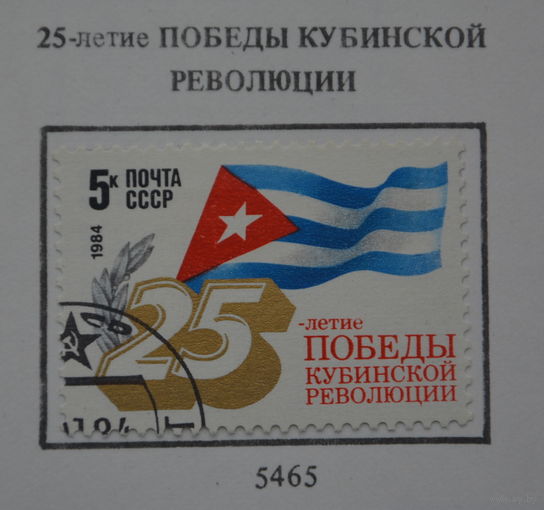 25-летие ПОБЕДЫ КУБИНСКОЙ
РЕВОЛЮЦИИ
5к ПОЧТА
СССР
1984
25
-летие
ПОБЕДЫ
КУБИНСКОЙ
РЕВОЛЮЦИИ
5465